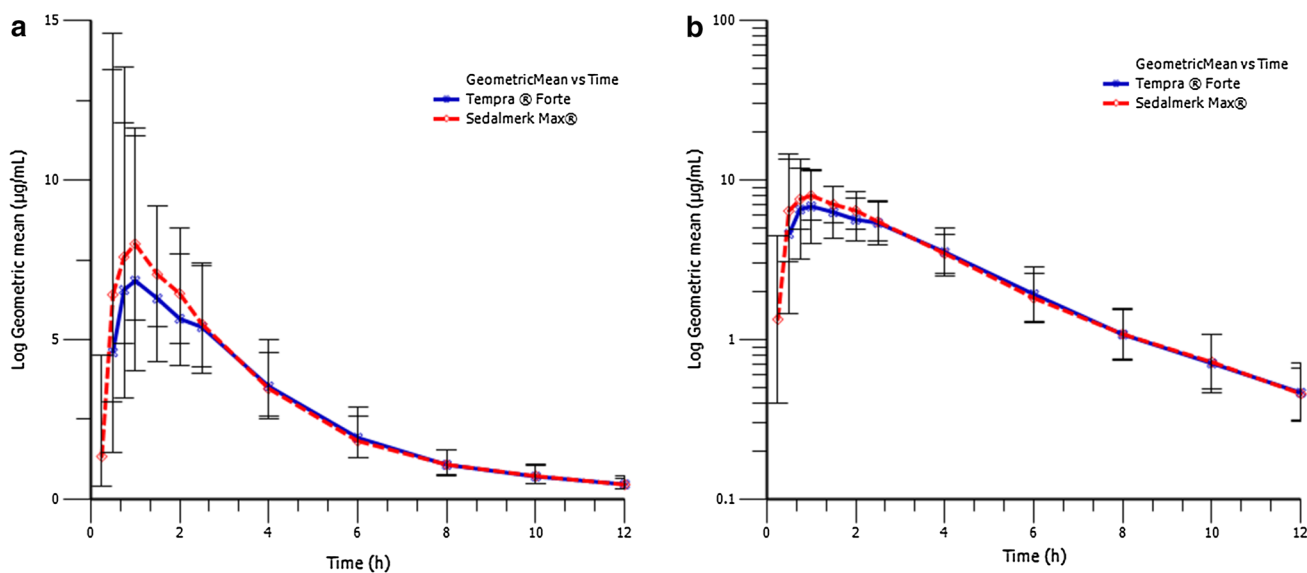 a
Log Geometric mean (µg/mL)
15
10
5
0
GeometricMean vs Time
Tempra ® Forte
Sedalmerk Max®
0 2 4 6 8 10 12
Time (h)
b
Log Geometric mean (µg/mL)
100
10
1
0.1
GeometricMean vs Time
Tempra ® Forte
Sedalmerk Max®
0 2 4 6 8 10 12
Time (h)